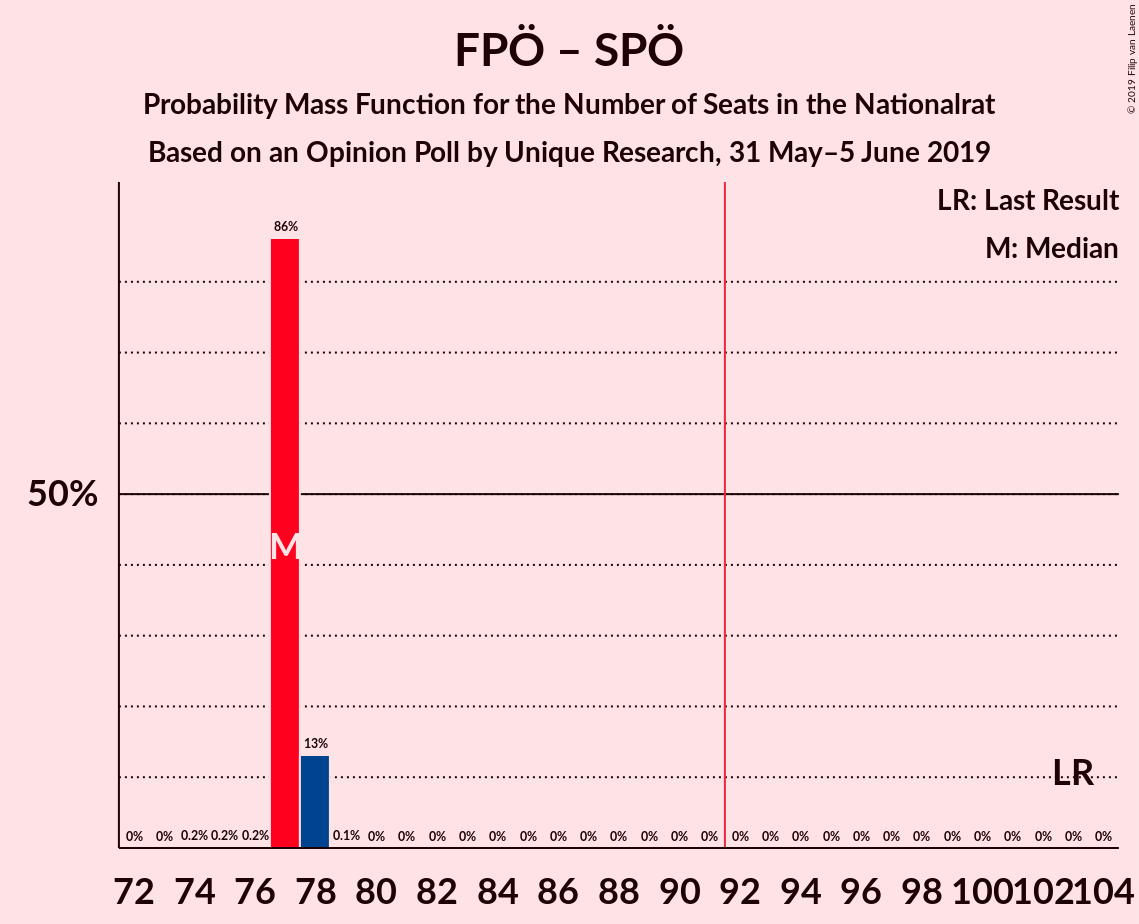 FPÖ – SPÖ
Probability Mass Function for the Number of Seats in the Nationalrat
Based on an Opinion Poll by Unique Research, 31 May–5 June 2019
© 2019 Filip van Laenen
LR: Last Result
M: Median
86%
50%
M
13%
LR
0% 0% 0.2% 0.2% 0.2% 0.1% 0% 0% 0% 0% 0% 0% 0% 0% 0% 0% 0% 0% 0% 0% 0% 0% 0% 0% 0% 0% 0% 0% 0% 0% 0%
72 74 76 78 80 82 84 86 88 90 92 94 96 98 100 102 104